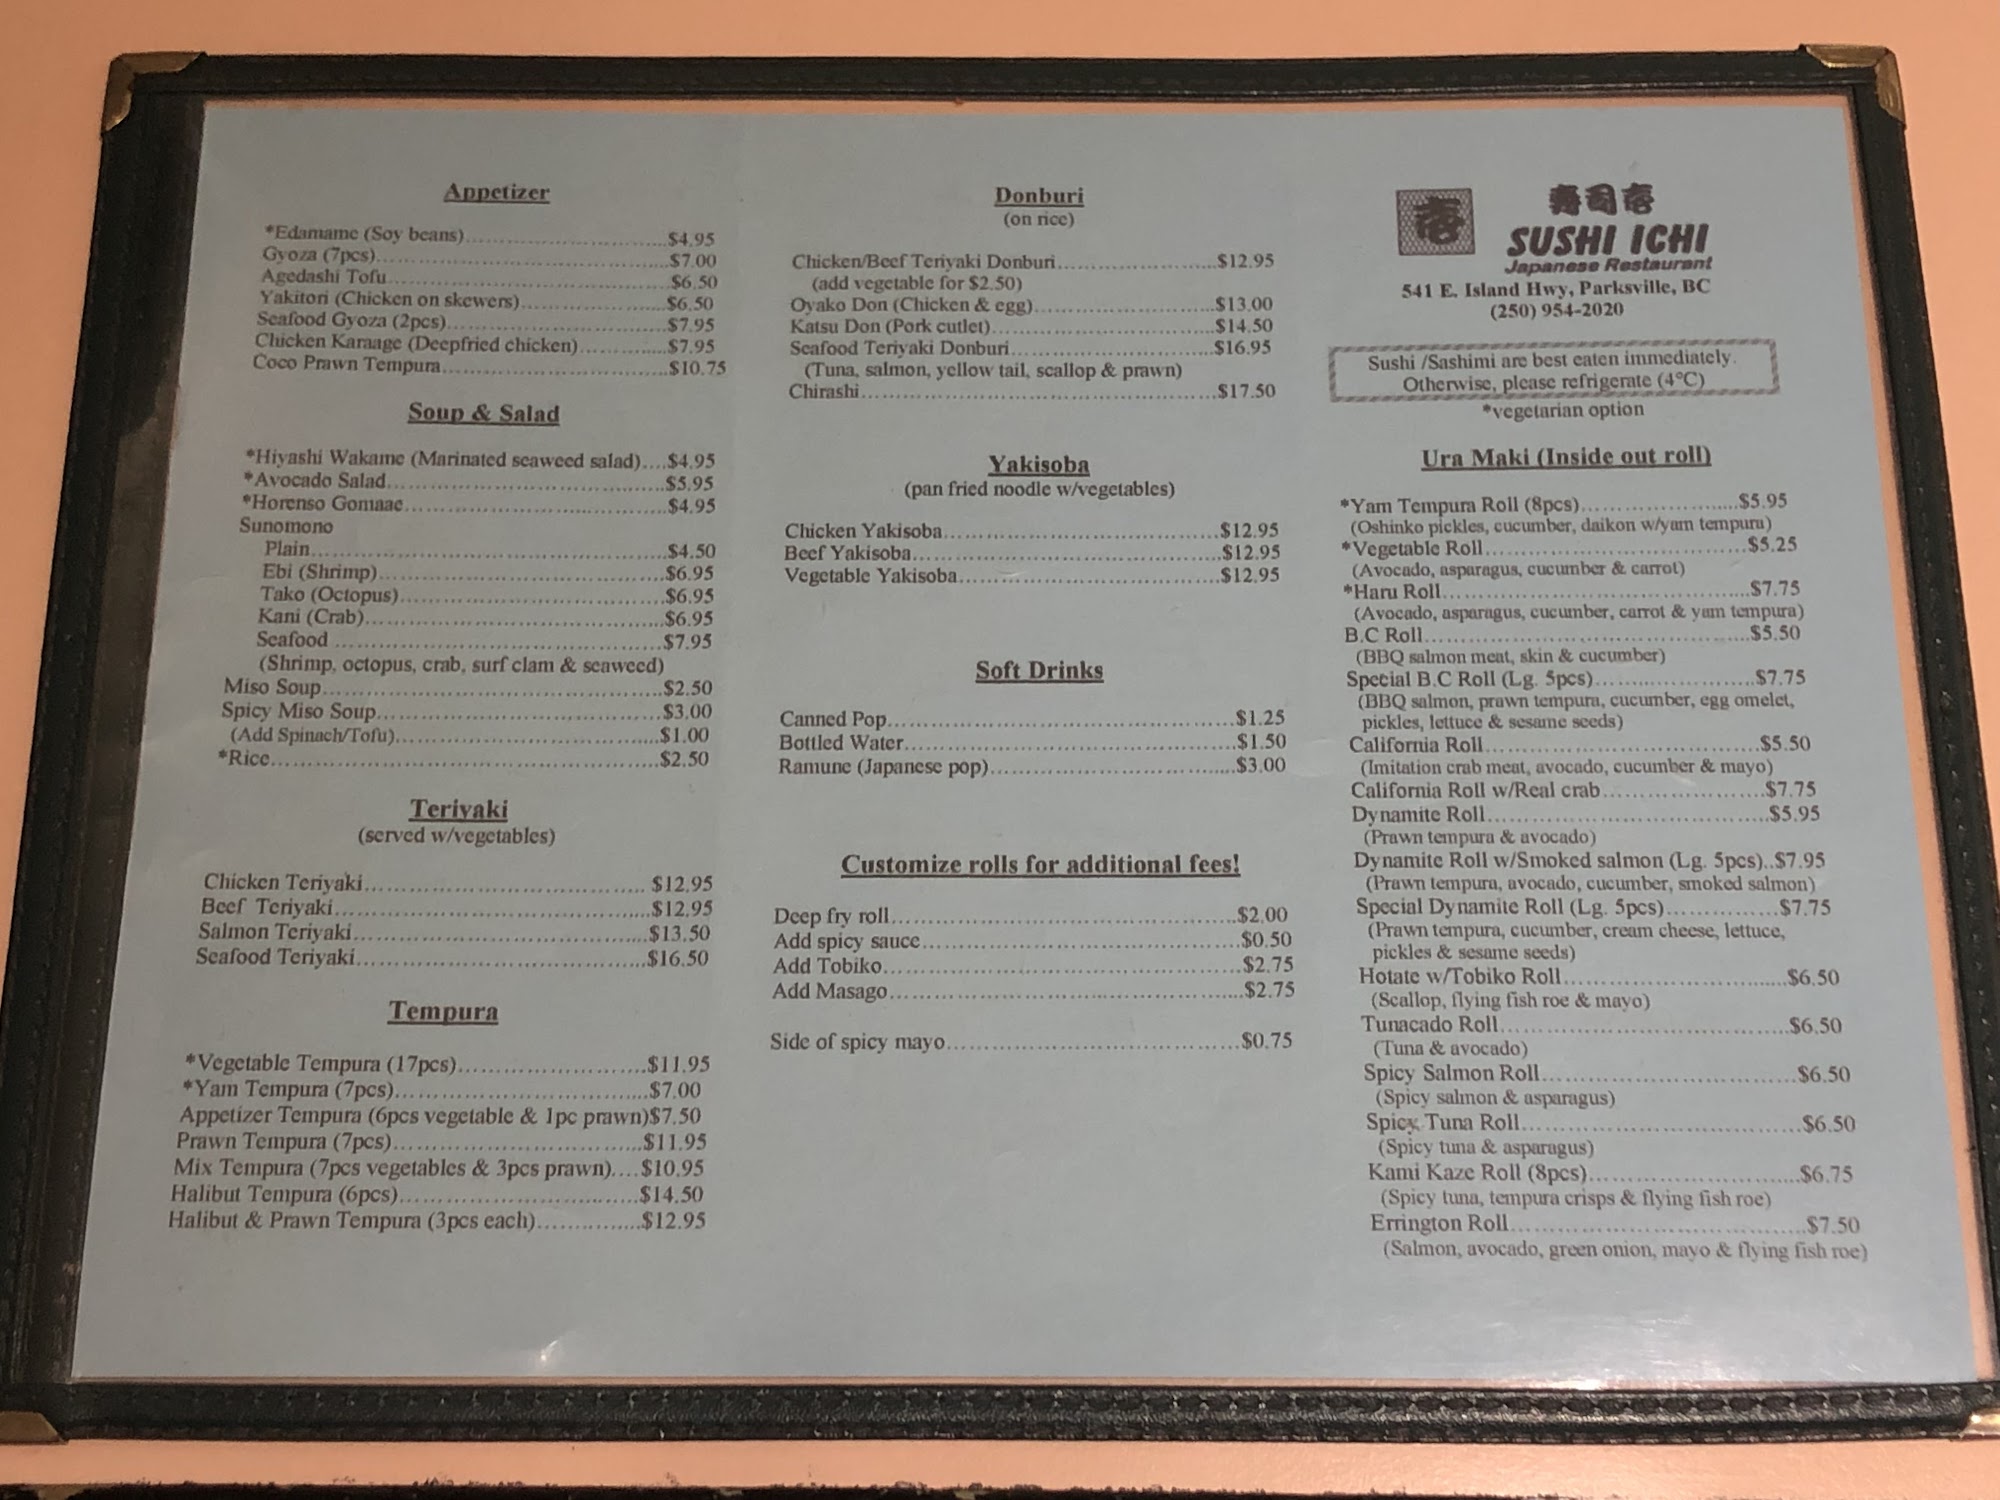 Appetizer
*Edamame (Soy beans)..............................$4.95
Gyoza (7pcs)..............................$7.00
Agedashi Tofu..............................$6.50
Yakitori (Chicken on skewers)..............................$6.50
Seafood Gyoza (2pcs)..............................$7.95
Chicken Karaage (Deepfried chicken)..............$7.95
Coco Prawn Tempura..............................$10.75
Soup & Salad
*Hiyashi Wakame (Marinated seaweed salad)....$4.95
*Avocado Salad..............................$5.95
*Horenso Gomaae..............................$4.95
Sunomono
Plain..............................$4.50
Ebi (Shrimp)..............................$6.95
Tako (Octopus)..............................$6.95
Kani (Crab)..............................$6.95
Seafood ..............................$7.95
(Shrimp, octopus, crab, surf clam & seaweed)
Miso Soup..............................$2.50
Spicy Miso Soup..............................$3.00
(Add Spinach/Tofu)..............................$1.00
*Rice..............................$2.50
Teriyaki
(served w/vegetables)
Chicken Teriyaki.............................. $12.95
Beef Teriyaki..............................$12.95
Salmon Teriyaki..............................$13.50
Seafood Teriyaki..............................$16.50
Tempura
*Vegetable Tempura (17pcs)..............................$11.95
*Yam Tempura (7pcs)..............................$7.00
Appetizer Tempura (6pcs vegetable & 1pc prawn)$7.50
Prawn Tempura (7pcs)..............................$11.95
Mix Tempura (7pcs vegetables & 3pcs prawn)....$10.95
Halibut Tempura (6pcs)..............................$14.50
Halibut & Prawn Tempura (3pcs each)...............$12.95
Donburi
(on rice)
Chicken/Beef Teriyaki Donburi........................$12.95
(add vegetable for $2.50)
Oyako Don (Chicken & egg)..............................$13.00
Katsu Don (Pork cutlet)..............................$14.50
Seafood Teriyaki Donburi..............................$16.95
(Tuna, salmon, yellow tail, scallop & prawn)
Chirashi..............................$17.50
Yakisoba
(pan fried noodle w/vegetables)
Chicken Yakisoba..............................$12.95
Beef Yakisoba..............................$12.95
Vegetable Yakisoba..............................$12.95
Soft Drinks
Canned Pop..............................$1.25
Bottled Water..............................$1.50
Ramune (Japanese pop)..............................$3.00
Customize rolls for additional fees!
Deep fry roll..............................$2.00
Add spicy sauce..............................$0.50
Add Tobiko..............................$2.75
Add Masago..............................$2.75
Side of spicy mayo..............................$0.75
壱
寿司壱
SUSHI ICHI
Japanese Restaurant
541 E. Island Hwy, Parksville, BC
(250) 954-2020
Sushi /Sashimi are best eaten immediately.
Otherwise, please refrigerate (4°C)
*vegetarian option
Ura Maki (Inside out roll)
*Yam Tempura Roll (8pcs)......................$5.95
(Oshinko pickles, cucumber, daikon w/yam tempura)
*Vegetable Roll..............................$5.25
(Avocado, asparagus, cucumber & carrot)
*Haru Roll..............................$7.75
(Avocado, asparagus, cucumber, carrot & yam tempura)
B.C Roll..............................$5.50
(BBQ salmon meat, skin & cucumber)
Special B.C Roll (Lg. 5pcs)......................$7.75
(BBQ salmon, prawn tempura, cucumber, egg omelet,
pickles, lettuce & sesame seeds)
California Roll..............................$5.50
(Imitation crab meat, avocado, cucumber & mayo)
California Roll w/Real crab......................$7.75
Dynamite Roll..............................$5.95
(Prawn tempura & avocado)
Dynamite Roll w/Smoked salmon (Lg. 5pcs)..$7.95
(Prawn tempura, avocado, cucumber, smoked salmon)
Special Dynamite Roll (Lg. 5pcs)...............$7.75
(Prawn tempura, cucumber, cream cheese, lettuce,
pickles & sesame seeds)
Hotate w/Tobiko Roll..............................$6.50
(Scallop, flying fish roe & mayo)
Tunacado Roll..............................$6.50
(Tuna & avocado)
Spicy Salmon Roll..............................$6.50
(Spicy salmon & asparagus)
Spicy Tuna Roll..............................$6.50
(Spicy tuna & asparagus)
Kami Kaze Roll (8pcs)..............................$6.75
(Spicy tuna, tempura crisps & flying fish roe)
Errington Roll..............................$7.50
(Salmon, avocado, green onion, mayo & flying fish roe)